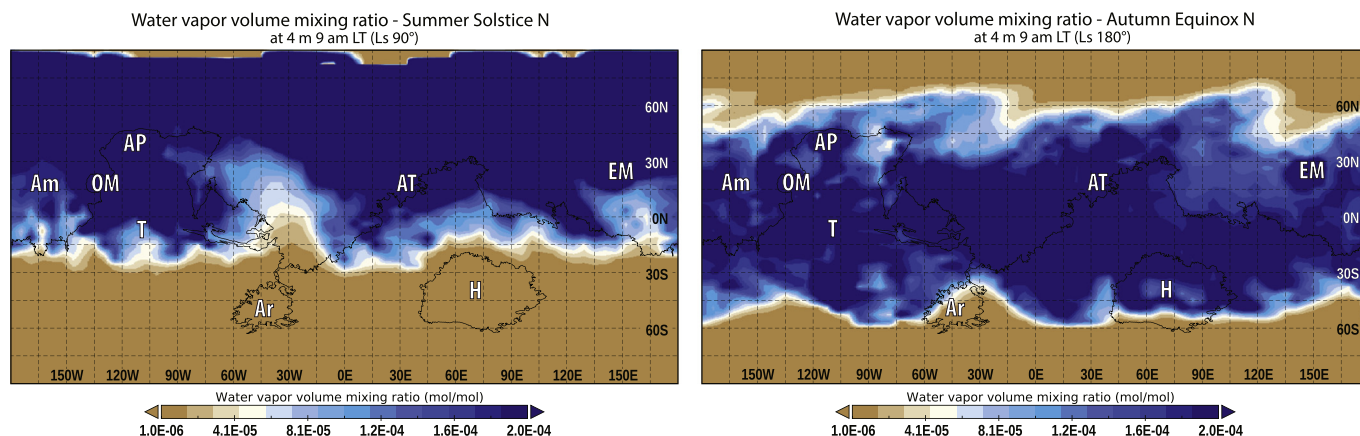 Water vapor volume mixing ratio - Summer Solstice N
at 4 m 9 am LT (Ls 90°)
60N
AP
30N
EM
Am
OM
AT
T
0N
30S
H
Ar
60S
150W 120W 90W 60W 30W 0E 30E 60E 90E 120E 150E
Water vapor volume mixing ratio (mol/mol)
1.0E-06 4.1E-05 8.1E-05 1.2E-04 1.6E-04 2.0E-04
Water vapor volume mixing ratio - Autumn Equinox N
at 4 m 9 am LT (Ls 180°)
60N
AP
30N
EM
Am
OM
AT
T
0N
30S
H
Ar
60S
150W 120W 90W 60W 30W 0E 30E 60E 90E 120E 150E
Water vapor volume mixing ratio (mol/mol)
1.0E-06 4.1E-05 8.1E-05 1.2E-04 1.6E-04 2.0E-04